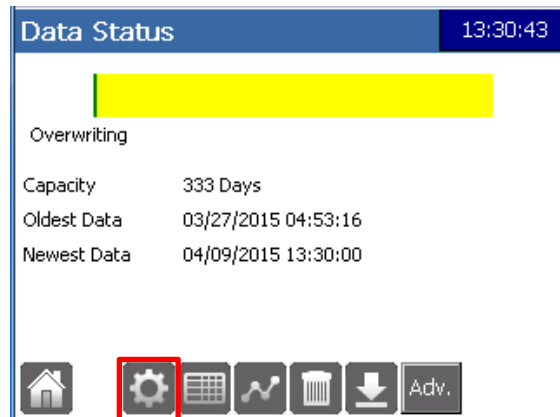 Data Status 13:30:43
Overwriting
Capacity 333 Days
Oldest Data 03/27/2015 04:53:16
Newest Data 04/09/2015 13:30:00
Adv.